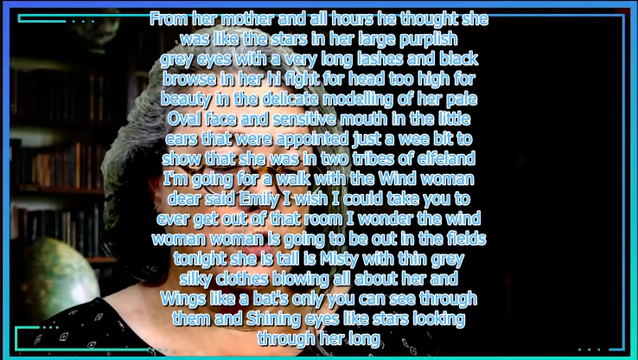 From her mother and all hours he thought she
was like the stars in her large purplish
grey eyes with a very long lashes and black
browse in her hi fight for head too high for
beauty in the delicate modelling of her pale
Oval face and sensitive mouth in the little
ears that were appointed just a wee bit to
show that she was in two tribes of elfeland
I'm going for a walk with the Wind woman
dear said Emily I wish I could take you to
ever get out of that room I wonder the wind
woman woman is going to be out in the fields
tonight she is tall is Misty with thin grey
silky clothes blowing all about her and
Wings like a bat's only you can see through
them and Shining eyes like stars looking
through her long